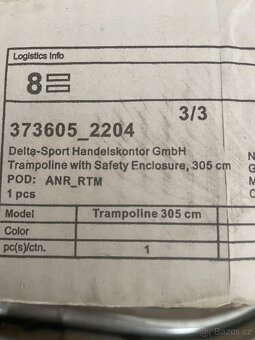 Logistics Info
8
3/3
373605_2204
Delta-Sport Handelskontor GmbH
Trampoline with Safety Enclosure, 305 cm
POD: ANR_RTM
1 pcs
N
G
M
C
Model Trampoline 305 cm
Color
pc(s)/ctn. 1
Bazoš.cz